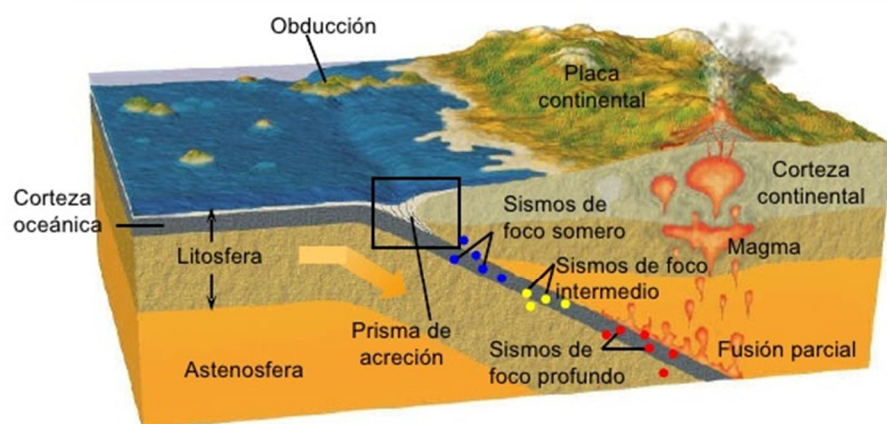 Obducción
Placa
continental
Corteza
continental
Corteza
oceánica
Sismos de
foco somero
Litosfera
Magma
Sismos de foco
intermedio
Prisma de
acreción
Sismos de
foco profundo
Fusión parcial
Astenosfera